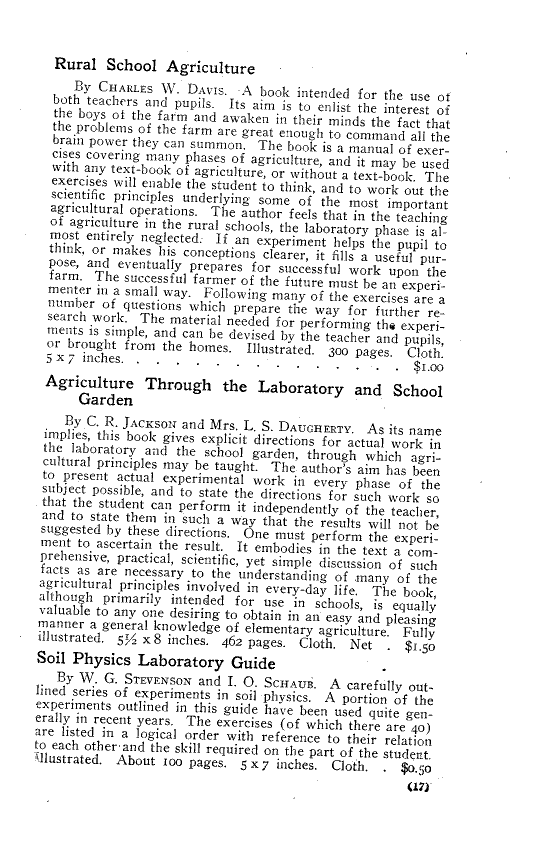 Rural School Agriculture
By CHARLES W. DAVIS. A book intended for the use of
both teachers and pupils. Its aim is to enlist the interest of
the boys of the farm and awaken in their minds the fact that
the problems of the farm are great enough to command all the
brain power they can summon. The book is a manual of exer-
cises covering many phases of agriculture, and it may be used
with any text-book of agriculture, or without a text-book. The
exercises will enable the student to think, and to work out the
scientific principles underlying some of the most important
agricultural operations. The author feels that in the teaching
of agriculture in the rural schools, the laboratory phase is al-
most entirely neglected. If an experiment helps the pupil to
think, or makes his conceptions clearer, it fills a useful pur-
pose, and eventually prepares for successful work upon the
farm. The successful farmer of the future must be an experi-
menter in a small way. Following many of the exercises are a
number of questions which prepare the way for further re-
search work. The material needed for performing the experi-
ments is simple, and can be devised by the teacher and pupils,
or brought from the homes. Illustrated. 300 pages. Cloth.
5 x 7 inches. . . . . . . . . . . . . . . . $1.00
Agriculture Through the Laboratory and School
Garden
By C. R. JACKSON and Mrs. L. S. DAUGHERTY. As its name
implies, this book gives explicit directions for actual work in
the laboratory and the school garden, through which agri-
cultural principles may be taught. The author's aim has been
to present actual experimental work in every phase of the
subject possible, and to state the directions for such work so
that the student can perform it independently of the teacher,
and to state them in such a way that the results will not be
suggested by these directions. One must perform the experi-
ment to ascertain the result. It embodies in the text a com-
prehensive, practical, scientific, yet simple discussion of such
facts as are necessary to the understanding of many of the
agricultural principles involved in every-day life. The book,
although primarily intended for use in schools, is equally
valuable to any one desiring to obtain in an easy and pleasing
manner a general knowledge of elementary agriculture. Fully
illustrated. 5½ x 8 inches. 462 pages. Cloth. Net . $1.50
Soil Physics Laboratory Guide
By W. G. STEVENSON and I. O. SCHAUB. A carefully out-
lined series of experiments in soil physics. A portion of the
experiments outlined in this guide have been used quite gen-
erally in recent years. The exercises (of which there are 40)
are listed in a logical order with reference to their relation
to each other and the skill required on the part of the student.
Illustrated. About 100 pages. 5 x 7 inches. Cloth. . $0.50
(17)